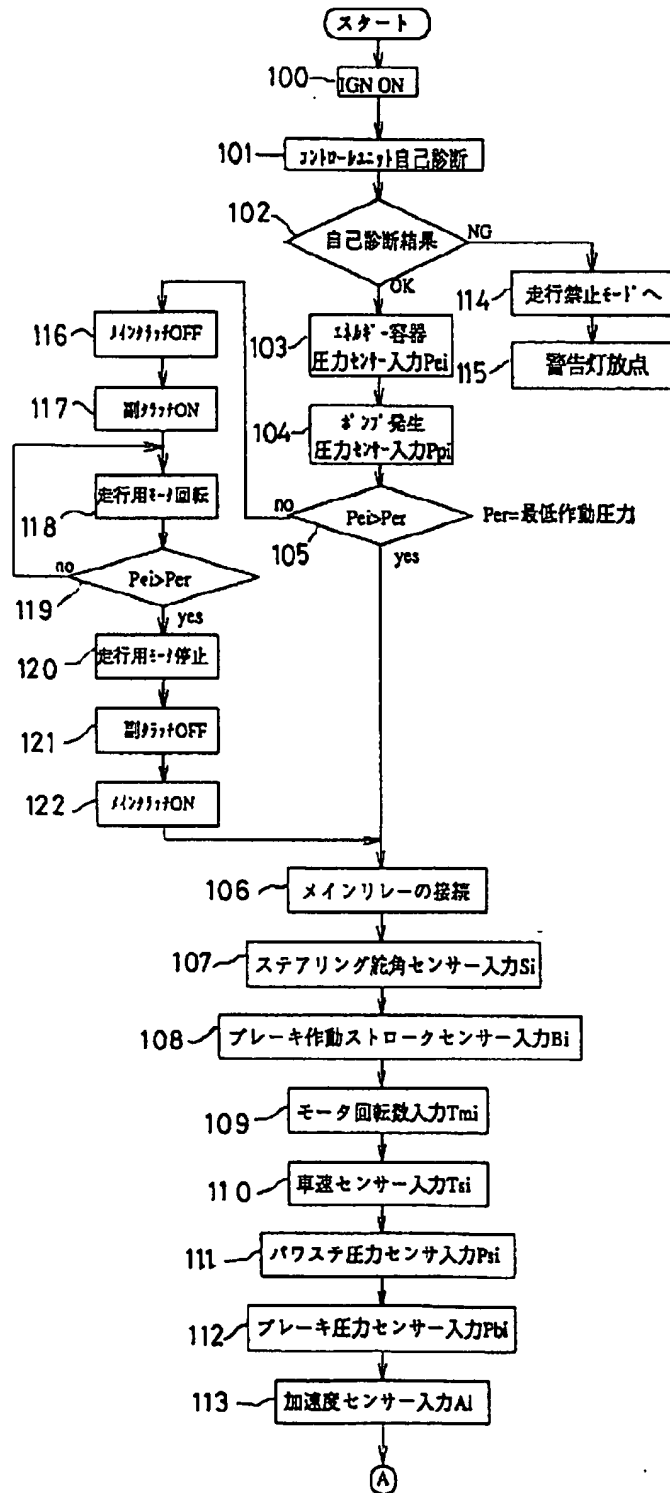 スタート
100
IGN ON
101
コントロールユニット自己診断
102
自己診断結果
NG
OK
114
走行禁止モードへ
115
警告灯放点
103
エネルギー容器
圧力センサー入力Pei
104
ポンプ発生
圧力センサー入力Ppi
105
Pei>Per
no
yes
Per=最低作動圧力
116
メインクラッチOFF
117
副クラッチON
118
走行用モータ回転
119
Pei>Per
no
yes
120
走行用モータ停止
121
副クラッチOFF
122
メインクラッチON
106
メインリレーの接続
107
ステアリング舵角センサー入力Si
108
ブレーキ作動ストロークセンサー入力Bi
109
モータ回転数入力Tmi
110
車速センサー入力Tsi
111
パワステ圧力センサ入力Psi
112
ブレーキ圧力センサー入力Pbi
113
加速度センサー入力Ai
A